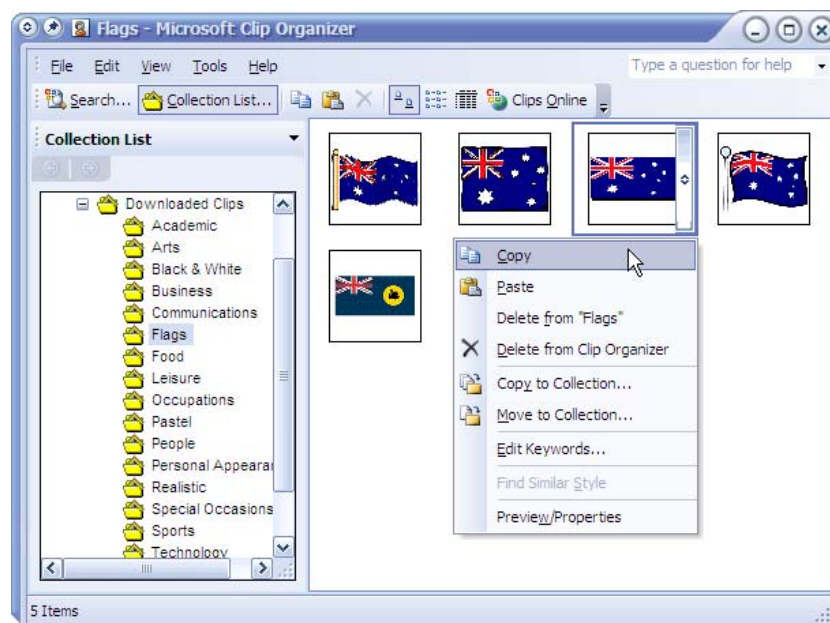 Flags - Microsoft Clip Organizer
File Edit View Tools Help
Type a question for help
Search... Collection List... Clips Online
Collection List
Downloaded Clips
Academic
Arts
Black & White
Business
Communications
Flags
Food
Leisure
Occupations
Pastel
People
Personal Appearar
Realistic
Special Occasions
Sports
Technology
Copy
Paste
Delete from "Flags"
Delete from Clip Organizer
Copy to Collection...
Move to Collection...
Edit Keywords...
Find Similar Style
Preview/Properties
5 Items